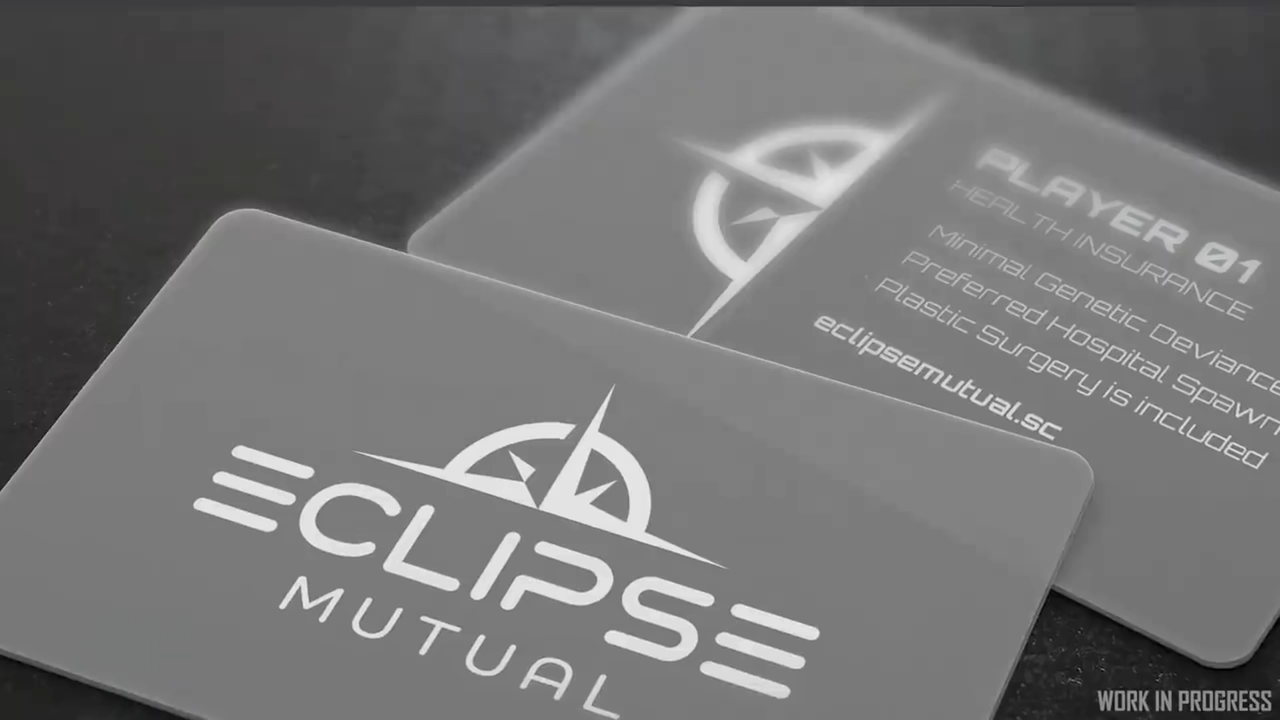 PLAYER 01
HEALTH INSURANCE
Minimal Genetic Deviance
Preferred Hospital Spawn
Plastic Surgery is included
eclipsemutual.sc
ECLIPSE
MUTUAL
WORK IN PROGRESS